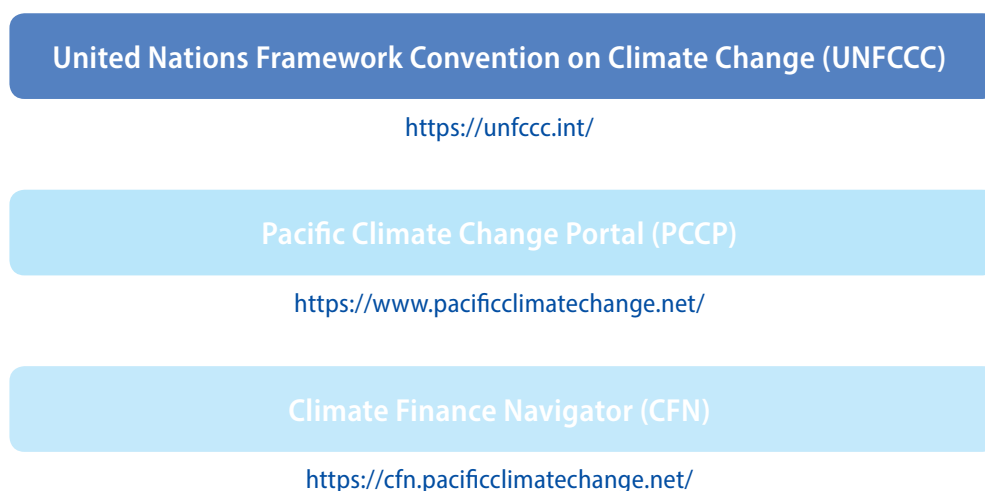 United Nations Framework Convention on Climate Change (UNFCCC)
https://unfccc.int/
Pacific Climate Change Portal (PCCP)
https://www.pacificclimatechange.net/
Climate Finance Navigator (CFN)
https://cfn.pacificclimatechange.net/